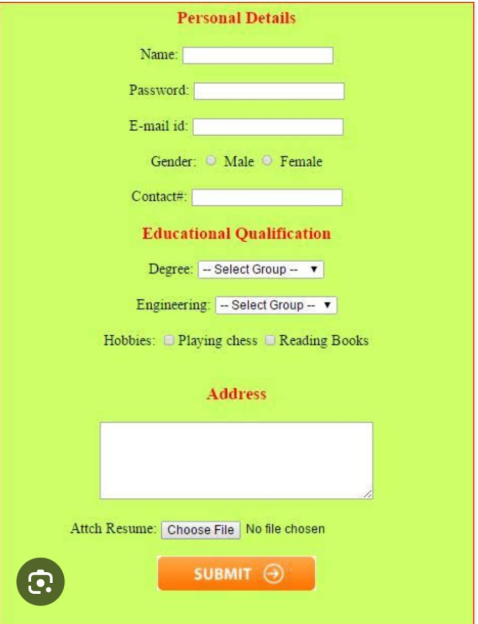 Personal Details
Name:
Password:
E-mail id:
Gender: Male Female
Contact#:
Educational Qualification
Degree: -- Select Group --
Engineering: -- Select Group --
Hobbies: Playing chess Reading Books
Address
Attch Resume: Choose File No file chosen
SUBMIT